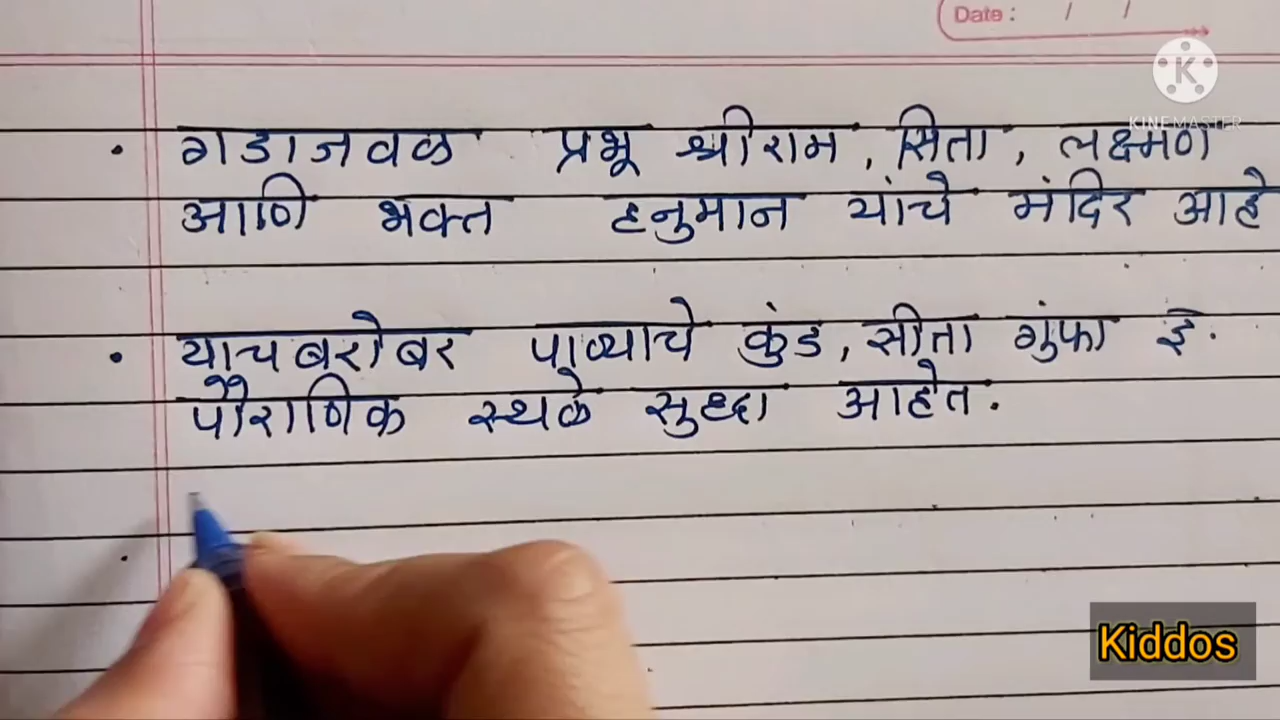 Date : / /
KINEMASTER
• गडाजवळ प्रभू श्रीराम, सिता, लक्ष्मण
आणि भक्त हनुमान यांचे मंदिर आहे
• याचबरोबर पाण्याचे कुंड, सीता गुंफा इ.
पौराणिक स्थळे सुध्दा आहेत.
Kiddos